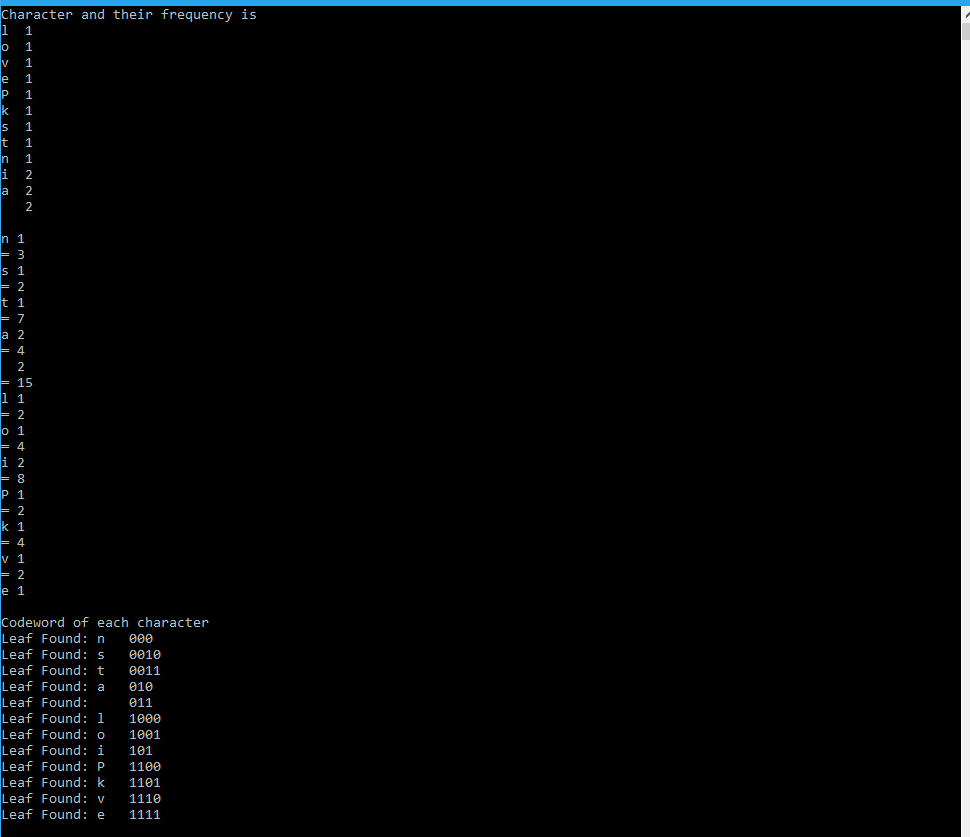 Character and their frequency is
l  1
o  1
v  1
e  1
P  1
k  1
s  1
t  1
n  1
i  2
a  2
   2

n 1
= 3
s 1
= 2
t 1
= 7
a 2
= 4
  2
= 15
l 1
= 2
o 1
= 4
i 2
= 8
P 1
= 2
k 1
= 4
v 1
= 2
e 1

Codeword of each character
Leaf Found: n   000
Leaf Found: s   0010
Leaf Found: t   0011
Leaf Found: a   010
Leaf Found:     011
Leaf Found: l   1000
Leaf Found: o   1001
Leaf Found: i   101
Leaf Found: P   1100
Leaf Found: k   1101
Leaf Found: v   1110
Leaf Found: e   1111